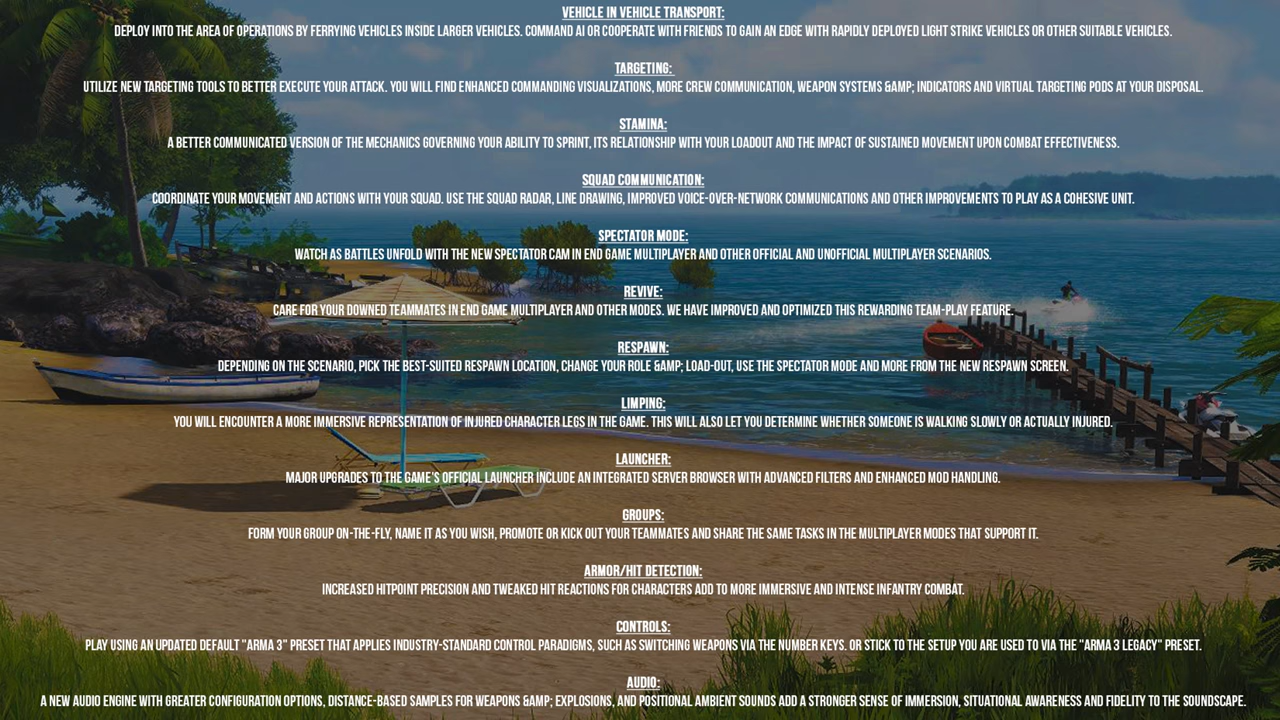 VEHICLE IN VEHICLE TRANSPORT:
DEPLOY INTO THE AREA OF OPERATIONS BY FERRYING VEHICLES INSIDE LARGER VEHICLES. COMMAND AI OR COOPERATE WITH FRIENDS TO GAIN AN EDGE WITH RAPIDLY DEPLOYED LIGHT STRIKE VEHICLES OR OTHER SUITABLE VEHICLES.
TARGETING:
UTILIZE NEW TARGETING TOOLS TO BETTER EXECUTE YOUR ATTACK. YOU WILL FIND ENHANCED COMMANDING VISUALIZATIONS, MORE CREW COMMUNICATION, WEAPON SYSTEMS &AMP; INDICATORS AND VIRTUAL TARGETING PODS AT YOUR DISPOSAL.
STAMINA:
A BETTER COMMUNICATED VERSION OF THE MECHANICS GOVERNING YOUR ABILITY TO SPRINT, ITS RELATIONSHIP WITH YOUR LOADOUT AND THE IMPACT OF SUSTAINED MOVEMENT UPON COMBAT EFFECTIVENESS.
SQUAD COMMUNICATION:
COORDINATE YOUR MOVEMENT AND ACTIONS WITH YOUR SQUAD. USE THE SQUAD RADAR, LINE DRAWING, IMPROVED VOICE-OVER-NETWORK COMMUNICATIONS AND OTHER IMPROVEMENTS TO PLAY AS A COHESIVE UNIT.
SPECTATOR MODE:
WATCH AS BATTLES UNFOLD WITH THE NEW SPECTATOR CAM IN END GAME MULTIPLAYER AND OTHER OFFICIAL AND UNOFFICIAL MULTIPLAYER SCENARIOS.
REVIVE:
CARE FOR YOUR DOWNED TEAMMATES IN END GAME MULTIPLAYER AND OTHER MODES. WE HAVE IMPROVED AND OPTIMIZED THIS REWARDING TEAM-PLAY FEATURE.
RESPAWN:
DEPENDING ON THE SCENARIO, PICK THE BEST-SUITED RESPAWN LOCATION, CHANGE YOUR ROLE &AMP; LOAD-OUT, USE THE SPECTATOR MODE AND MORE FROM THE NEW RESPAWN SCREEN.
LIMPING:
YOU WILL ENCOUNTER A MORE IMMERSIVE REPRESENTATION OF INJURED CHARACTER LEGS IN THE GAME. THIS WILL ALSO LET YOU DETERMINE WHETHER SOMEONE IS WALKING SLOWLY OR ACTUALLY INJURED.
LAUNCHER:
MAJOR UPGRADES TO THE GAME'S OFFICIAL LAUNCHER INCLUDE AN INTEGRATED SERVER BROWSER WITH ADVANCED FILTERS AND ENHANCED MOD HANDLING.
GROUPS:
FORM YOUR GROUP ON-THE-FLY, NAME IT AS YOU WISH, PROMOTE OR KICK OUT YOUR TEAMMATES AND SHARE THE SAME TASKS IN THE MULTIPLAYER MODES THAT SUPPORT IT.
ARMOR/HIT DETECTION:
INCREASED HITPOINT PRECISION AND TWEAKED HIT REACTIONS FOR CHARACTERS ADD TO MORE IMMERSIVE AND INTENSE INFANTRY COMBAT.
CONTROLS:
PLAY USING AN UPDATED DEFAULT "ARMA 3" PRESET THAT APPLIES INDUSTRY-STANDARD CONTROL PARADIGMS, SUCH AS SWITCHING WEAPONS VIA THE NUMBER KEYS. OR STICK TO THE SETUP YOU ARE USED TO VIA THE "ARMA 3 LEGACY" PRESET.
AUDIO:
A NEW AUDIO ENGINE WITH GREATER CONFIGURATION OPTIONS, DISTANCE-BASED SAMPLES FOR WEAPONS &AMP; EXPLOSIONS, AND POSITIONAL AMBIENT SOUNDS ADD A STRONGER SENSE OF IMMERSION, SITUATIONAL AWARENESS AND FIDELITY TO THE SOUNDSCAPE.